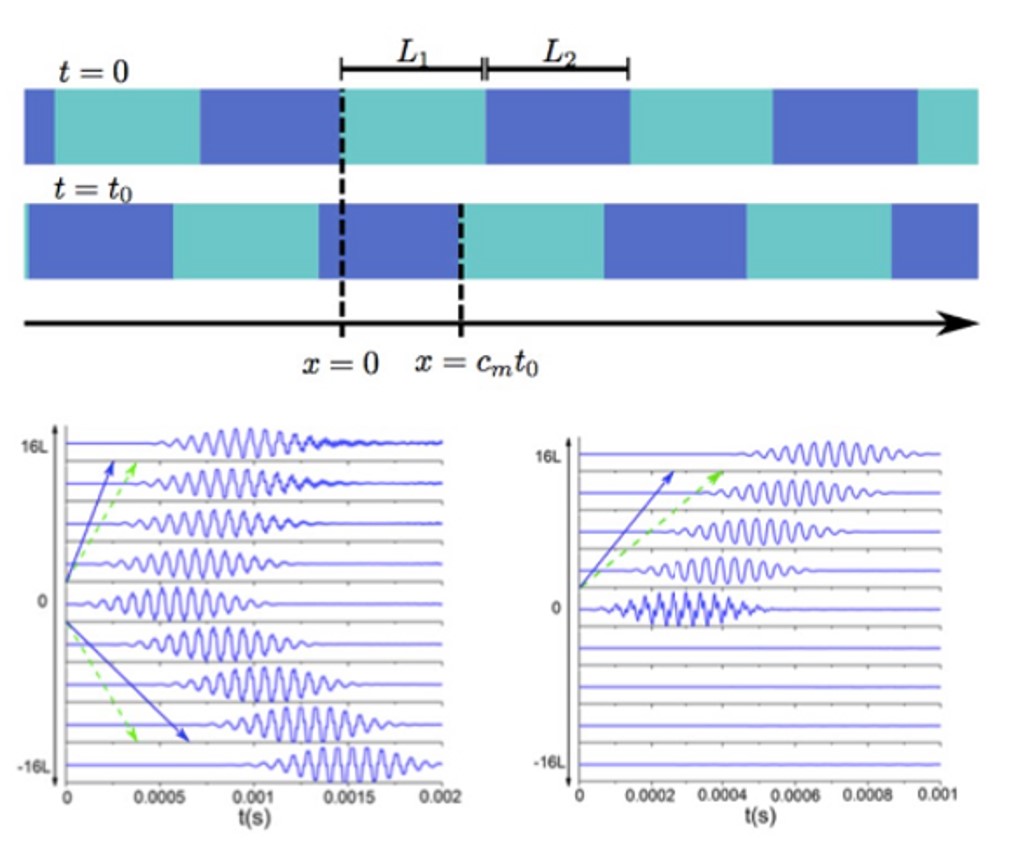 L₁ L₂
t = 0
t = t₀
x = 0 x = cₘt₀
16L
0
-16L
0 0.0005 0.001 0.0015 0.002
t(s)
16L
0
-16L
0 0.0002 0.0004 0.0006 0.0008 0.001
t(s)